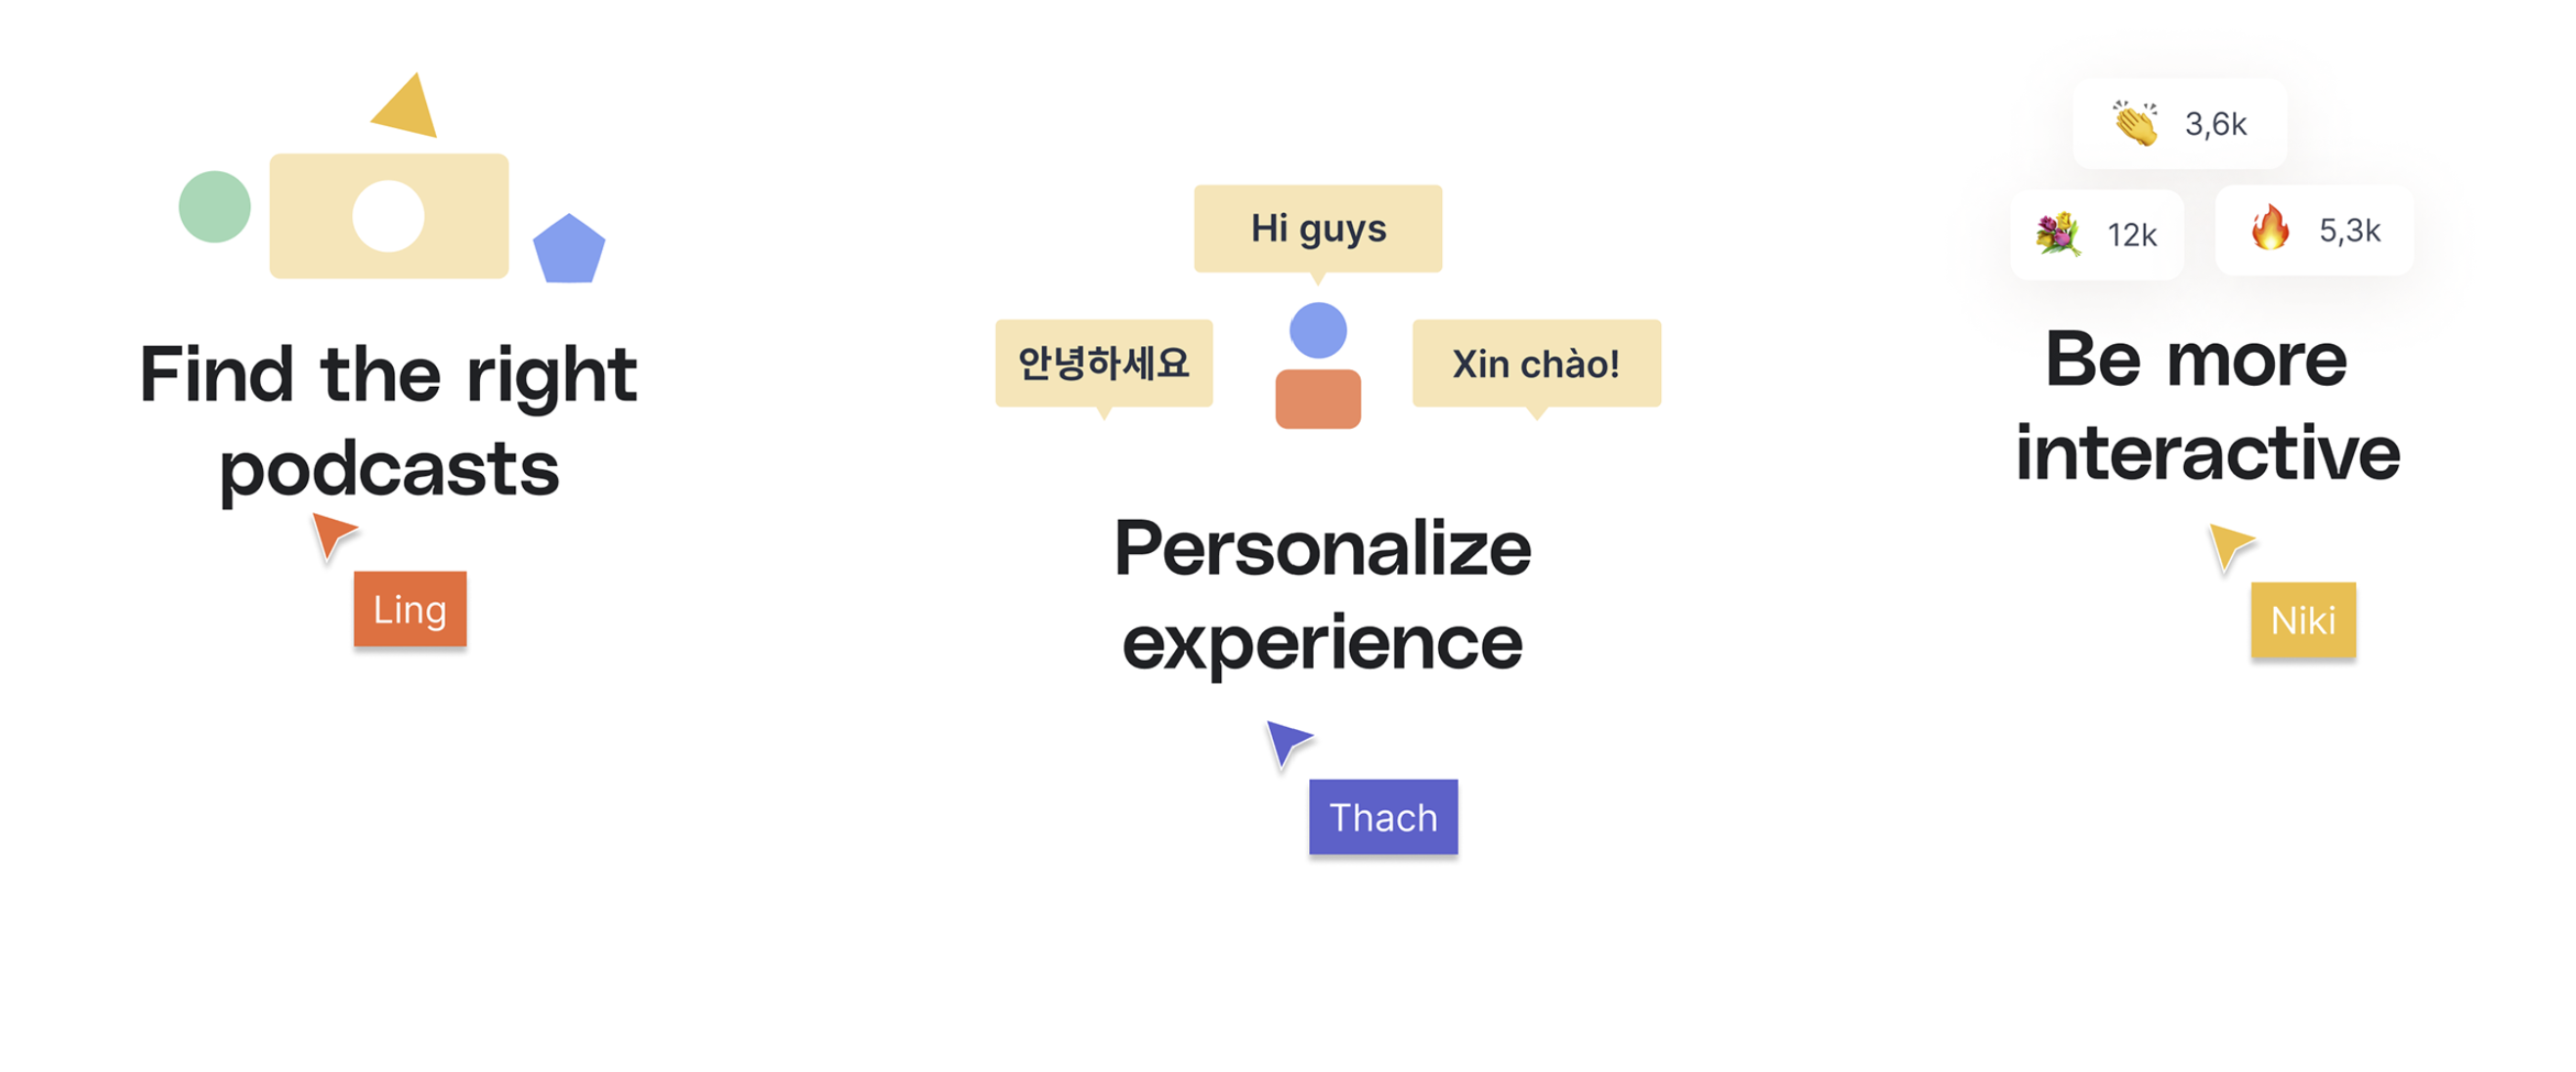 Find the right
podcasts
Ling
Hi guys
안녕하세요
Xin chào!
Personalize
experience
Thach
3,6k
12k
5,3k
Be more
interactive
Niki